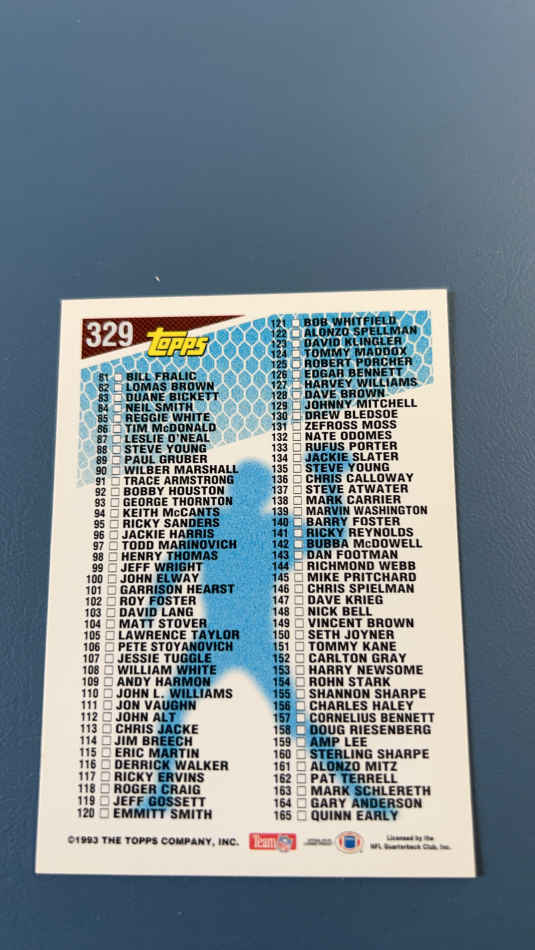 329
Topps
81 BILL FRALIC
82 LOMAS BROWN
83 DUANE BICKETT
84 NEIL SMITH
85 REGGIE WHITE
86 TIM McDONALD
87 LESLIE O'NEAL
88 STEVE YOUNG
89 PAUL GRUBER
90 WILBER MARSHALL
91 TRACE ARMSTRONG
92 BOBBY HOUSTON
93 GEORGE THORNTON
94 KEITH McCANTS
95 RICKY SANDERS
96 JACKIE HARRIS
97 TODD MARINOVICH
98 HENRY THOMAS
99 JEFF WRIGHT
100 JOHN ELWAY
101 GARRISON HEARST
102 ROY FOSTER
103 DAVID LANG
104 MATT STOVER
105 LAWRENCE TAYLOR
106 PETE STOYANOVICH
107 JESSIE TUGGLE
108 WILLIAM WHITE
109 ANDY HARMON
110 JOHN L. WILLIAMS
111 JON VAUGHN
112 JOHN ALT
113 CHRIS JACKE
114 JIM BREECH
115 ERIC MARTIN
116 DERRICK WALKER
117 RICKY ERVINS
118 ROGER CRAIG
119 JEFF GOSSETT
120 EMMITT SMITH
121 BOB WHITFIELD
122 ALONZO SPELLMAN
123 DAVID KLINGLER
124 TOMMY MADDOX
125 ROBERT PORCHER
126 EDGAR BENNETT
127 HARVEY WILLIAMS
128 DAVE BROWN
129 JOHNNY MITCHELL
130 DREW BLEDSOE
131 ZEFROSS MOSS
132 NATE ODOMES
133 RUFUS PORTER
134 JACKIE SLATER
135 STEVE YOUNG
136 CHRIS CALLOWAY
137 STEVE ATWATER
138 MARK CARRIER
139 MARVIN WASHINGTON
140 BARRY FOSTER
141 RICKY REYNOLDS
142 BUBBA McDOWELL
143 DAN FOOTMAN
144 RICHMOND WEBB
145 MIKE PRITCHARD
146 CHRIS SPIELMAN
147 DAVE KRIEG
148 NICK BELL
149 VINCENT BROWN
150 SETH JOYNER
151 TOMMY KANE
152 CARLTON GRAY
153 HARRY NEWSOME
154 ROHN STARK
155 SHANNON SHARPE
156 CHARLES HALEY
157 CORNELIUS BENNETT
158 DOUG RIESENBERG
159 AMP LEE
160 STERLING SHARPE
161 ALONZO MITZ
162 PAT TERRELL
163 MARK SCHLERETH
164 GARY ANDERSON
165 QUINN EARLY
©1993 THE TOPPS COMPANY, INC.
Team NFL
Licensed by the
NFL Quarterback Club, Inc.